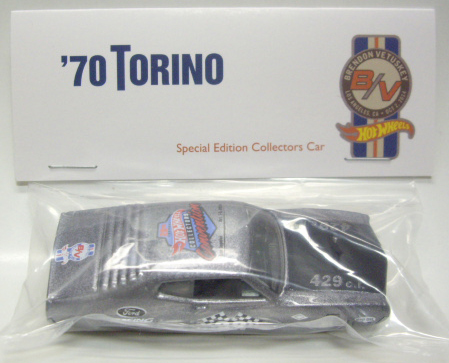 '70 TORINO
BRENDON VETUSKEY
B/V
HOT WHEELS
Special Edition Collectors Car
B/V
429 C.I.
Ford